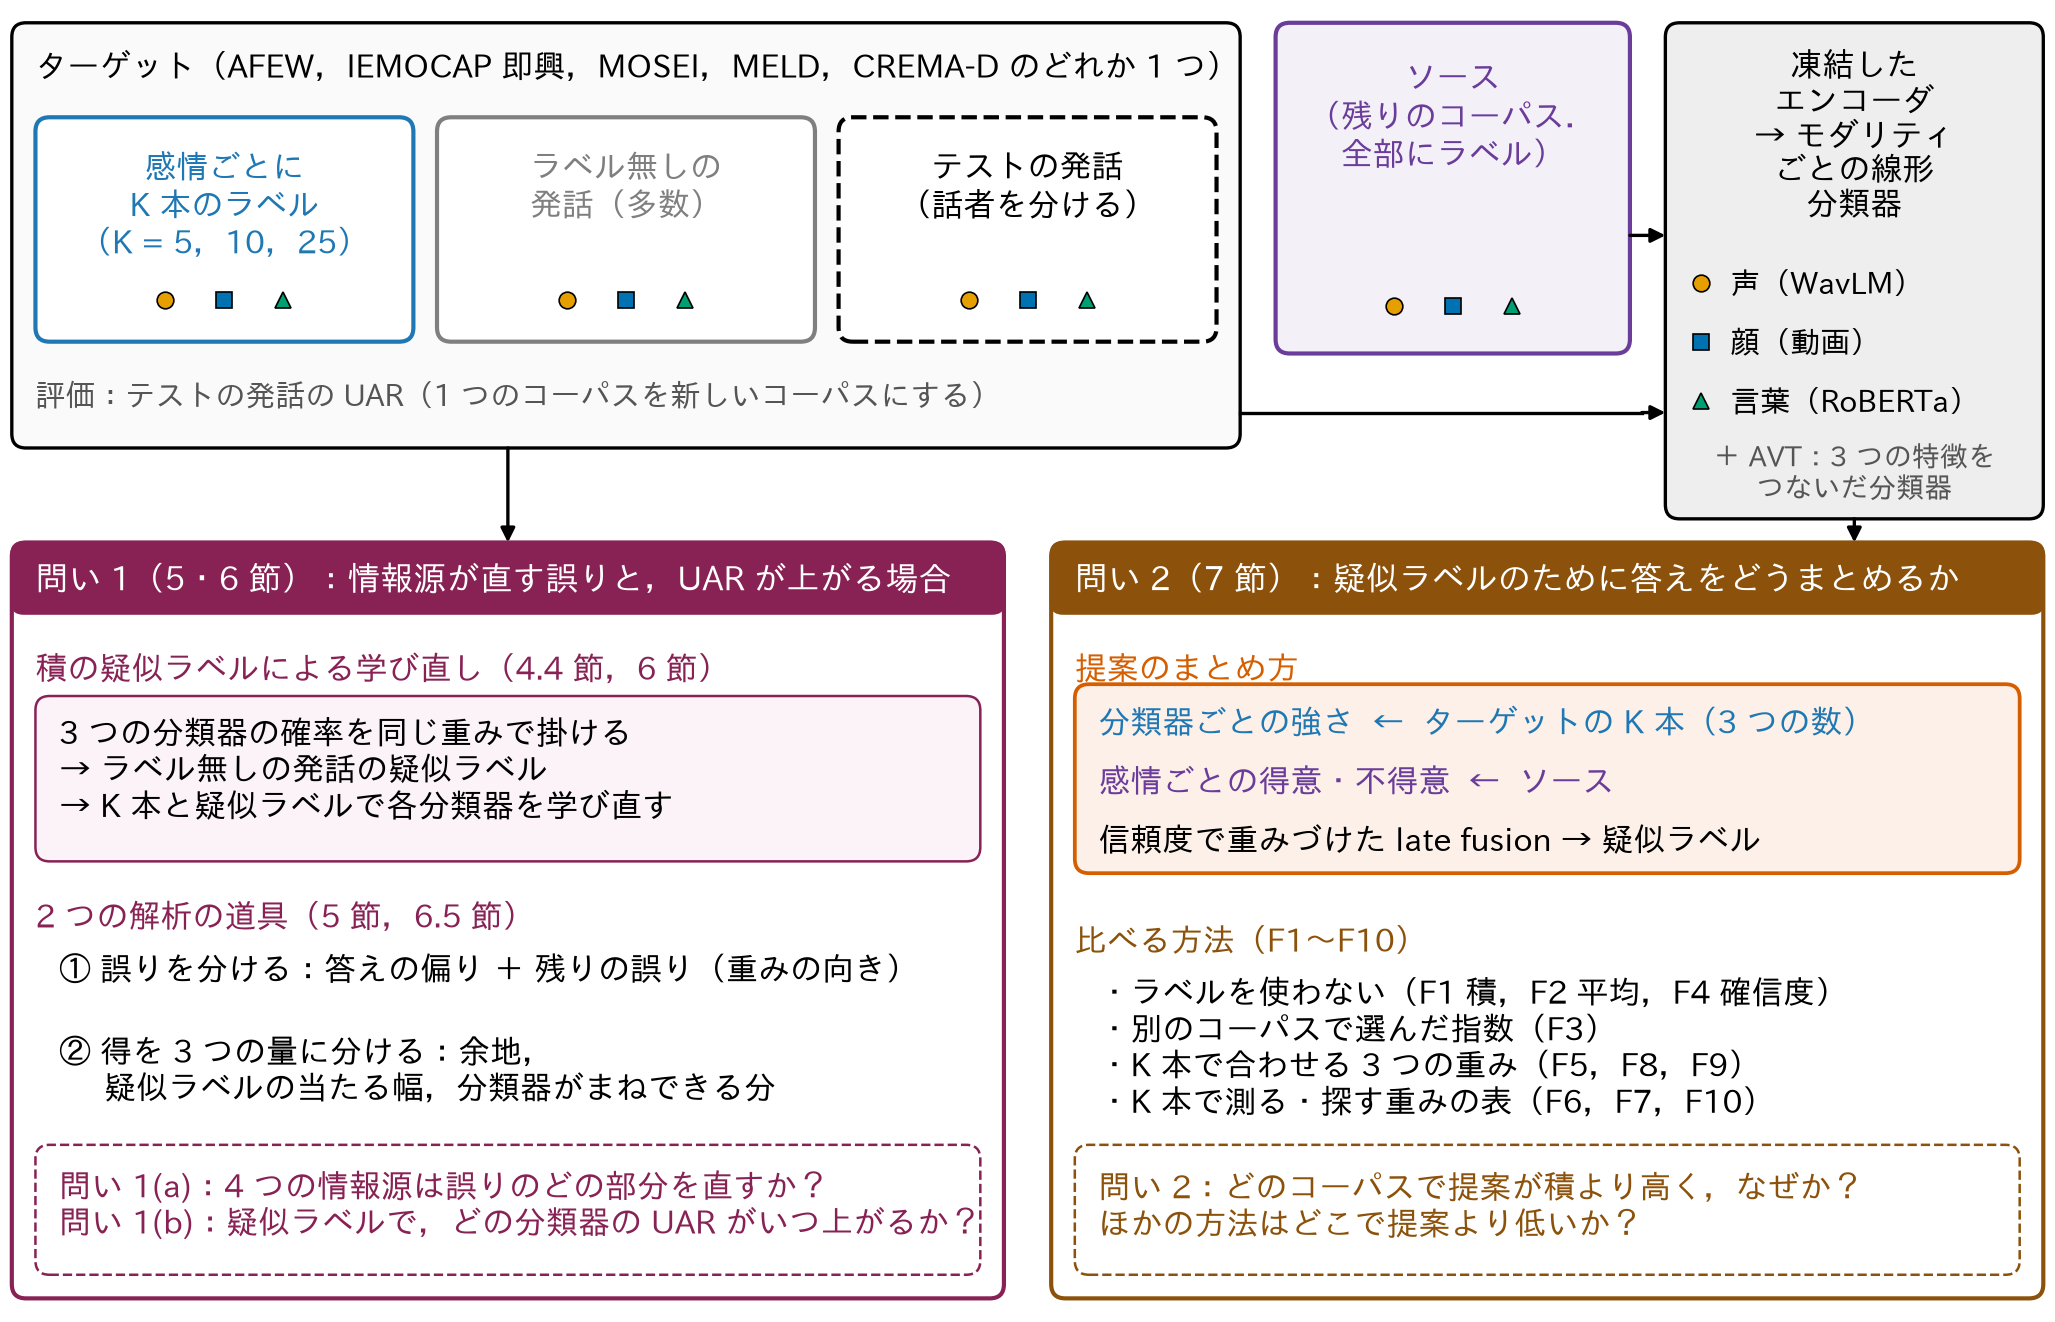 ターゲット（AFEW，IEMOCAP 即興，MOSEI，MELD，CREMA-D のどれか 1 つ）
感情ごとに
K 本のラベル
（K = 5，10，25）
ラベル無しの
発話（多数）
テストの発話
（話者を分ける）
評価：テストの発話の UAR（1 つのコーパスを新しいコーパスにする）
ソース
（残りのコーパス．
全部にラベル）
凍結した
エンコーダ
→ モダリティ
ごとの線形
分類器
声（WavLM）
顔（動画）
言葉（RoBERTa）
＋ AVT：3 つの特徴を
つないだ分類器
問い 1（5・6 節）：情報源が直す誤りと，UAR が上がる場合
積の疑似ラベルによる学び直し（4.4 節，6 節）
3 つの分類器の確率を同じ重みで掛ける
→ ラベル無しの発話の疑似ラベル
→ K 本と疑似ラベルで各分類器を学び直す
2 つの解析の道具（5 節，6.5 節）
① 誤りを分ける：答えの偏り ＋ 残りの誤り（重みの向き）
② 得を 3 つの量に分ける：余地，
疑似ラベルの当たる幅，分類器がまねできる分
問い 1(a)：4 つの情報源は誤りのどの部分を直すか？
問い 1(b)：疑似ラベルで，どの分類器の UAR がいつ上がるか？
問い 2（7 節）：疑似ラベルのために答えをどうまとめるか
提案のまとめ方
分類器ごとの強さ ← ターゲットの K 本（3 つの数）
感情ごとの得意・不得意 ← ソース
信頼度で重みづけた late fusion → 疑似ラベル
比べる方法（F1～F10）
・ラベルを使わない（F1 積，F2 平均，F4 確信度）
・別のコーパスで選んだ指数（F3）
・K 本で合わせる 3 つの重み（F5，F8，F9）
・K 本で測る・探す重みの表（F6，F7，F10）
問い 2：どのコーパスで提案が積より高く，なぜか？
ほかの方法はどこで提案より低いか？